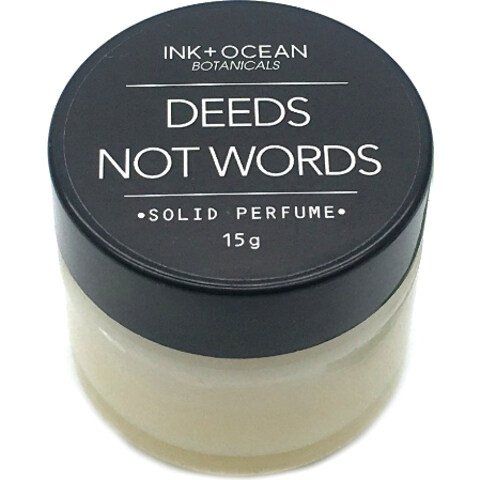 INK+OCEAN
BOTANICALS
DEEDS
NOT WORDS
•SOLID PERFUME•
15g